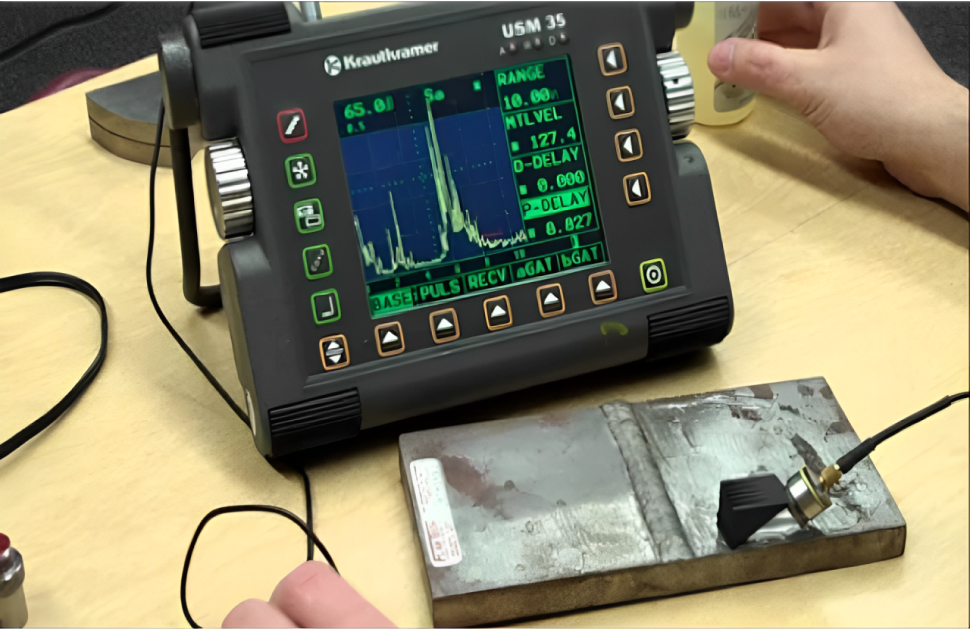 Krautkramer
USM 35
65.0
Sa
RANGE
10.00
MTLVEL
127.4
D-DELAY
0.000
P-DELAY
0.827
BASE PULS RECV aGAT bGAT